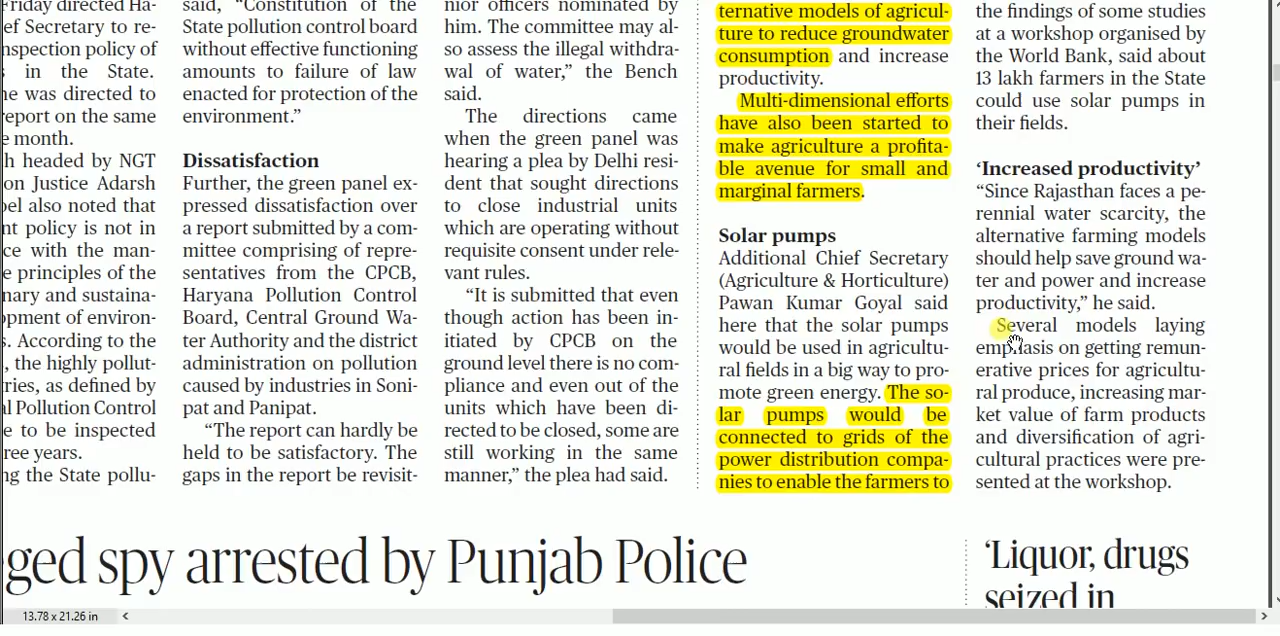 Friday directed Ha-
ef Secretary to re-
nspection policy of
in the State.
e was directed to
report on the same
month.
h headed by NGT
on Justice Adarsh
el also noted that
nt policy is not in
ce with the man-
principles of the
nary and sustaina-
opment of environ-
According to the
the highly pollut-
ries, as defined by
al Pollution Control
e to be inspected
ree years.
ng the State pollu-
said, “Constitution of the
State pollution control board
without effective functioning
amounts to failure of law
enacted for protection of the
environment.”
Dissatisfaction
Further, the green panel ex-
pressed dissatisfaction over
a report submitted by a com-
mittee comprising of repre-
sentatives from the CPCB,
Haryana Pollution Control
Board, Central Ground Wa-
ter Authority and the district
administration on pollution
caused by industries in Soni-
pat and Panipat.
“The report can hardly be
held to be satisfactory. The
gaps in the report be revisit-
nior officers nominated by
him. The committee may al-
so assess the illegal withdra-
wal of water,” the Bench
said.
The directions came
when the green panel was
hearing a plea by Delhi resi-
dent that sought directions
to close industrial units
which are operating without
requisite consent under rele-
vant rules.
“It is submitted that even
though action has been in-
itiated by CPCB on the
ground level there is no com-
pliance and even out of the
units which have been di-
rected to be closed, some are
still working in the same
manner,” the plea had said.
ternative models of agricul-
ture to reduce groundwater
consumption and increase
productivity.
Multi-dimensional efforts
have also been started to
make agriculture a profita-
ble avenue for small and
marginal farmers.
Solar pumps
Additional Chief Secretary
(Agriculture & Horticulture)
Pawan Kumar Goyal said
here that the solar pumps
would be used in agricultu-
ral fields in a big way to pro-
mote green energy. The so-
lar pumps would be
connected to grids of the
power distribution compa-
nies to enable the farmers to
the findings of some studies
at a workshop organised by
the World Bank, said about
13 lakh farmers in the State
could use solar pumps in
their fields.
‘Increased productivity’
“Since Rajasthan faces a pe-
rennial water scarcity, the
alternative farming models
should help save ground wa-
ter and power and increase
productivity,” he said.
Several models laying
emphasis on getting remun-
erative prices for agricultu-
ral produce, increasing mar-
ket value of farm products
and diversification of agri-
cultural practices were pre-
sented at the workshop.
ged spy arrested by Punjab Police
‘Liquor, drugs
seized in
13.78 x 21.26 in